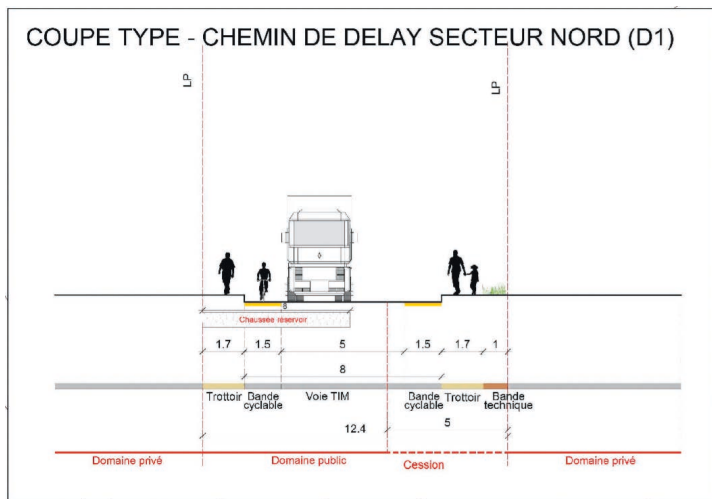 COUPE TYPE - CHEMIN DE DELAY SECTEUR NORD (D1)
LP
LP
8
Chaussée réservoir
1.7 1.5 5 1.5 1.7 1
8
Trottoir Bande cyclable Voie TIM Bande cyclable Trottoir Bande technique
12.4 5
Domaine privé Domaine public Cession Domaine privé